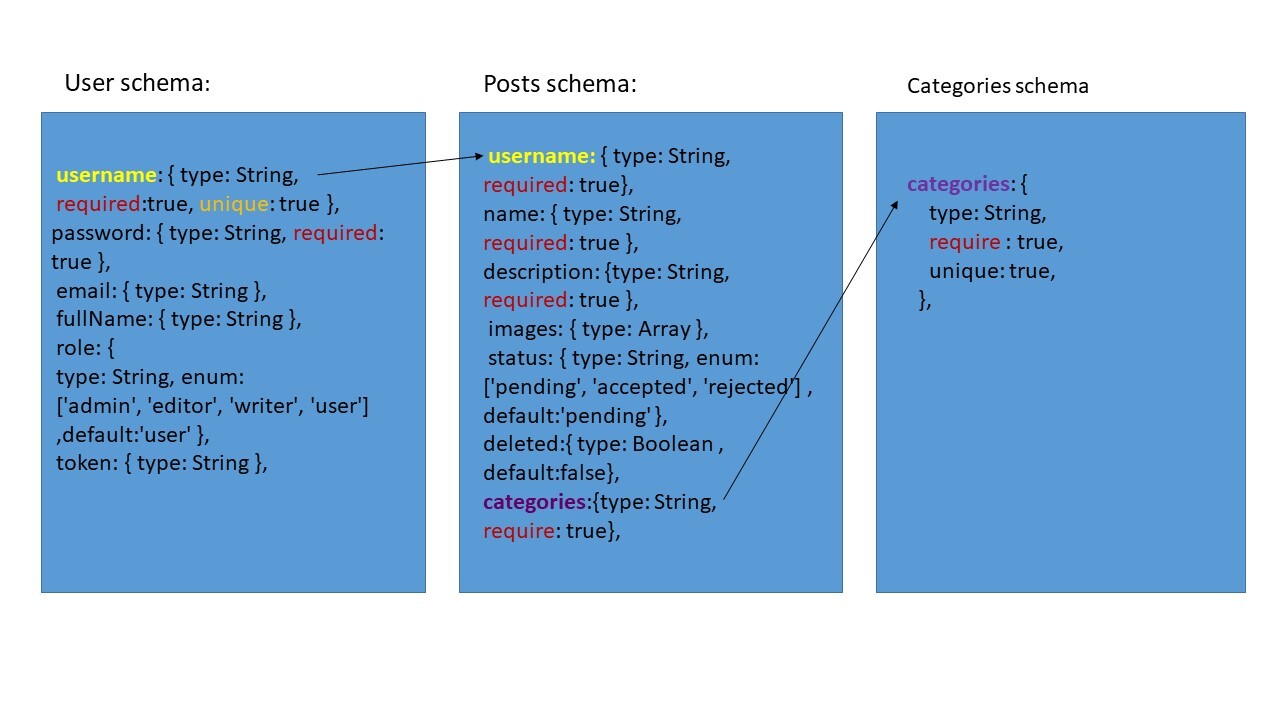 User schema:
username: { type: String,
required:true, unique: true },
password: { type: String, required:
true },
email: { type: String },
fullName: { type: String },
role: {
type: String, enum:
['admin', 'editor', 'writer', 'user']
,default:'user' },
token: { type: String },
Posts schema:
username: { type: String,
required: true},
name: { type: String,
required: true },
description: {type: String,
required: true },
images: { type: Array },
status: { type: String, enum:
['pending', 'accepted', 'rejected'] ,
default:'pending' },
deleted:{ type: Boolean ,
default:false},
categories:{type: String,
require: true},
Categories schema
categories: {
type: String,
require : true,
unique: true,
},